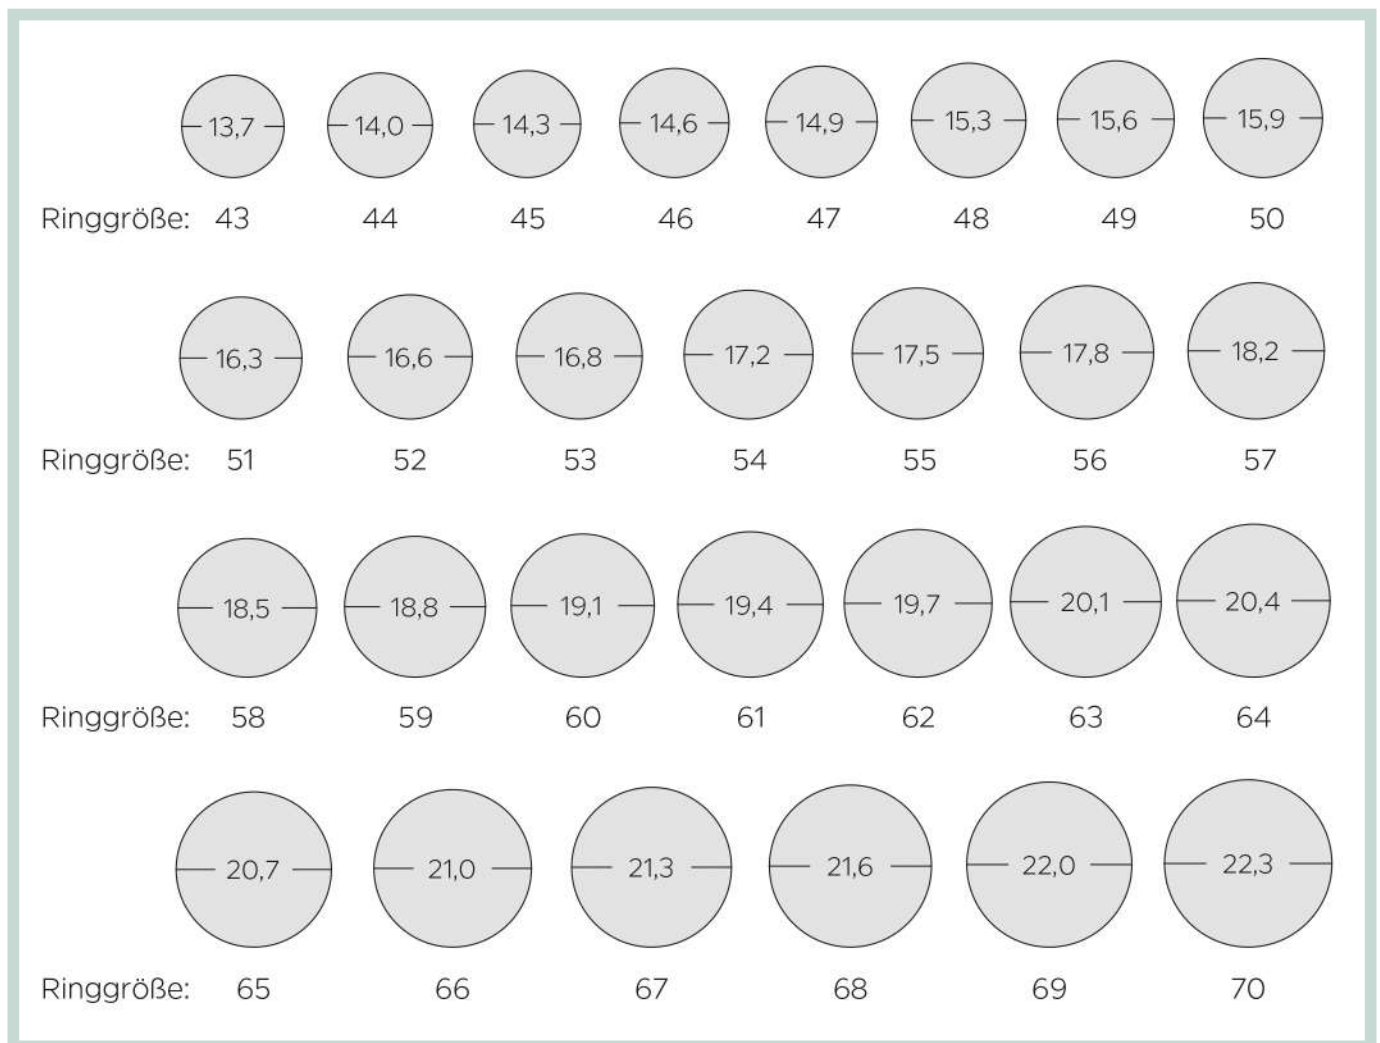 13,7 14,0 14,3 14,6 14,9 15,3 15,6 15,9
Ringgröße: 43 44 45 46 47 48 49 50
16,3 16,6 16,8 17,2 17,5 17,8 18,2
Ringgröße: 51 52 53 54 55 56 57
18,5 18,8 19,1 19,4 19,7 20,1 20,4
Ringgröße: 58 59 60 61 62 63 64
20,7 21,0 21,3 21,6 22,0 22,3
Ringgröße: 65 66 67 68 69 70